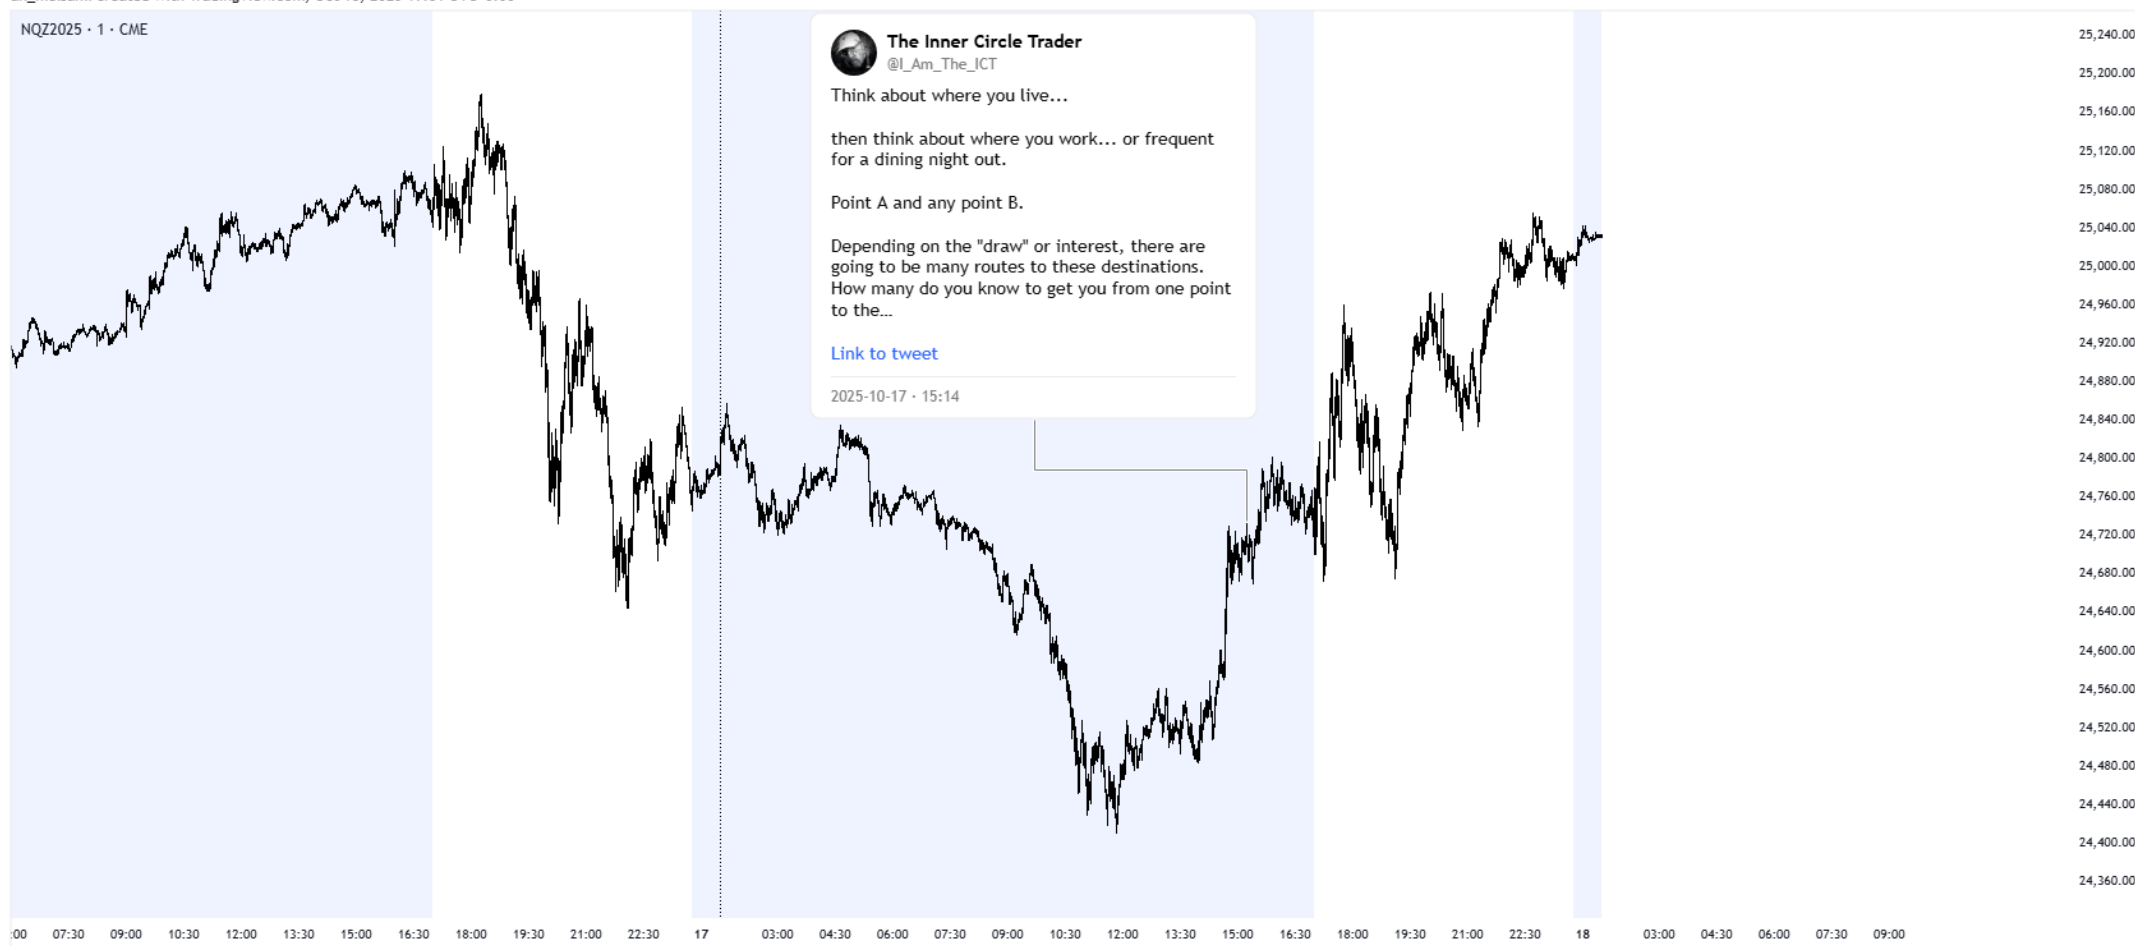 NQZ2025 · 1 · CME
The Inner Circle Trader
@I_Am_The_ICT
Think about where you live...
then think about where you work... or frequent
for a dining night out.
Point A and any point B.
Depending on the "draw" or interest, there are
going to be many routes to these destinations.
How many do you know to get you from one point
to the...
Link to tweet
2025-10-17 · 15:14
25,240.00
25,200.00
25,160.00
25,120.00
25,080.00
25,040.00
25,000.00
24,960.00
24,920.00
24,880.00
24,840.00
24,800.00
24,760.00
24,720.00
24,680.00
24,640.00
24,600.00
24,560.00
24,520.00
24,480.00
24,440.00
24,400.00
24,360.00
:00 07:30 09:00 10:30 12:00 13:30 15:00 16:30 18:00 19:30 21:00 22:30 17 03:00 04:30 06:00 07:30 09:00 10:30 12:00 13:30 15:00 16:30 18:00 19:30 21:00 22:30 18 03:00 04:30 06:00 07:30 09:00